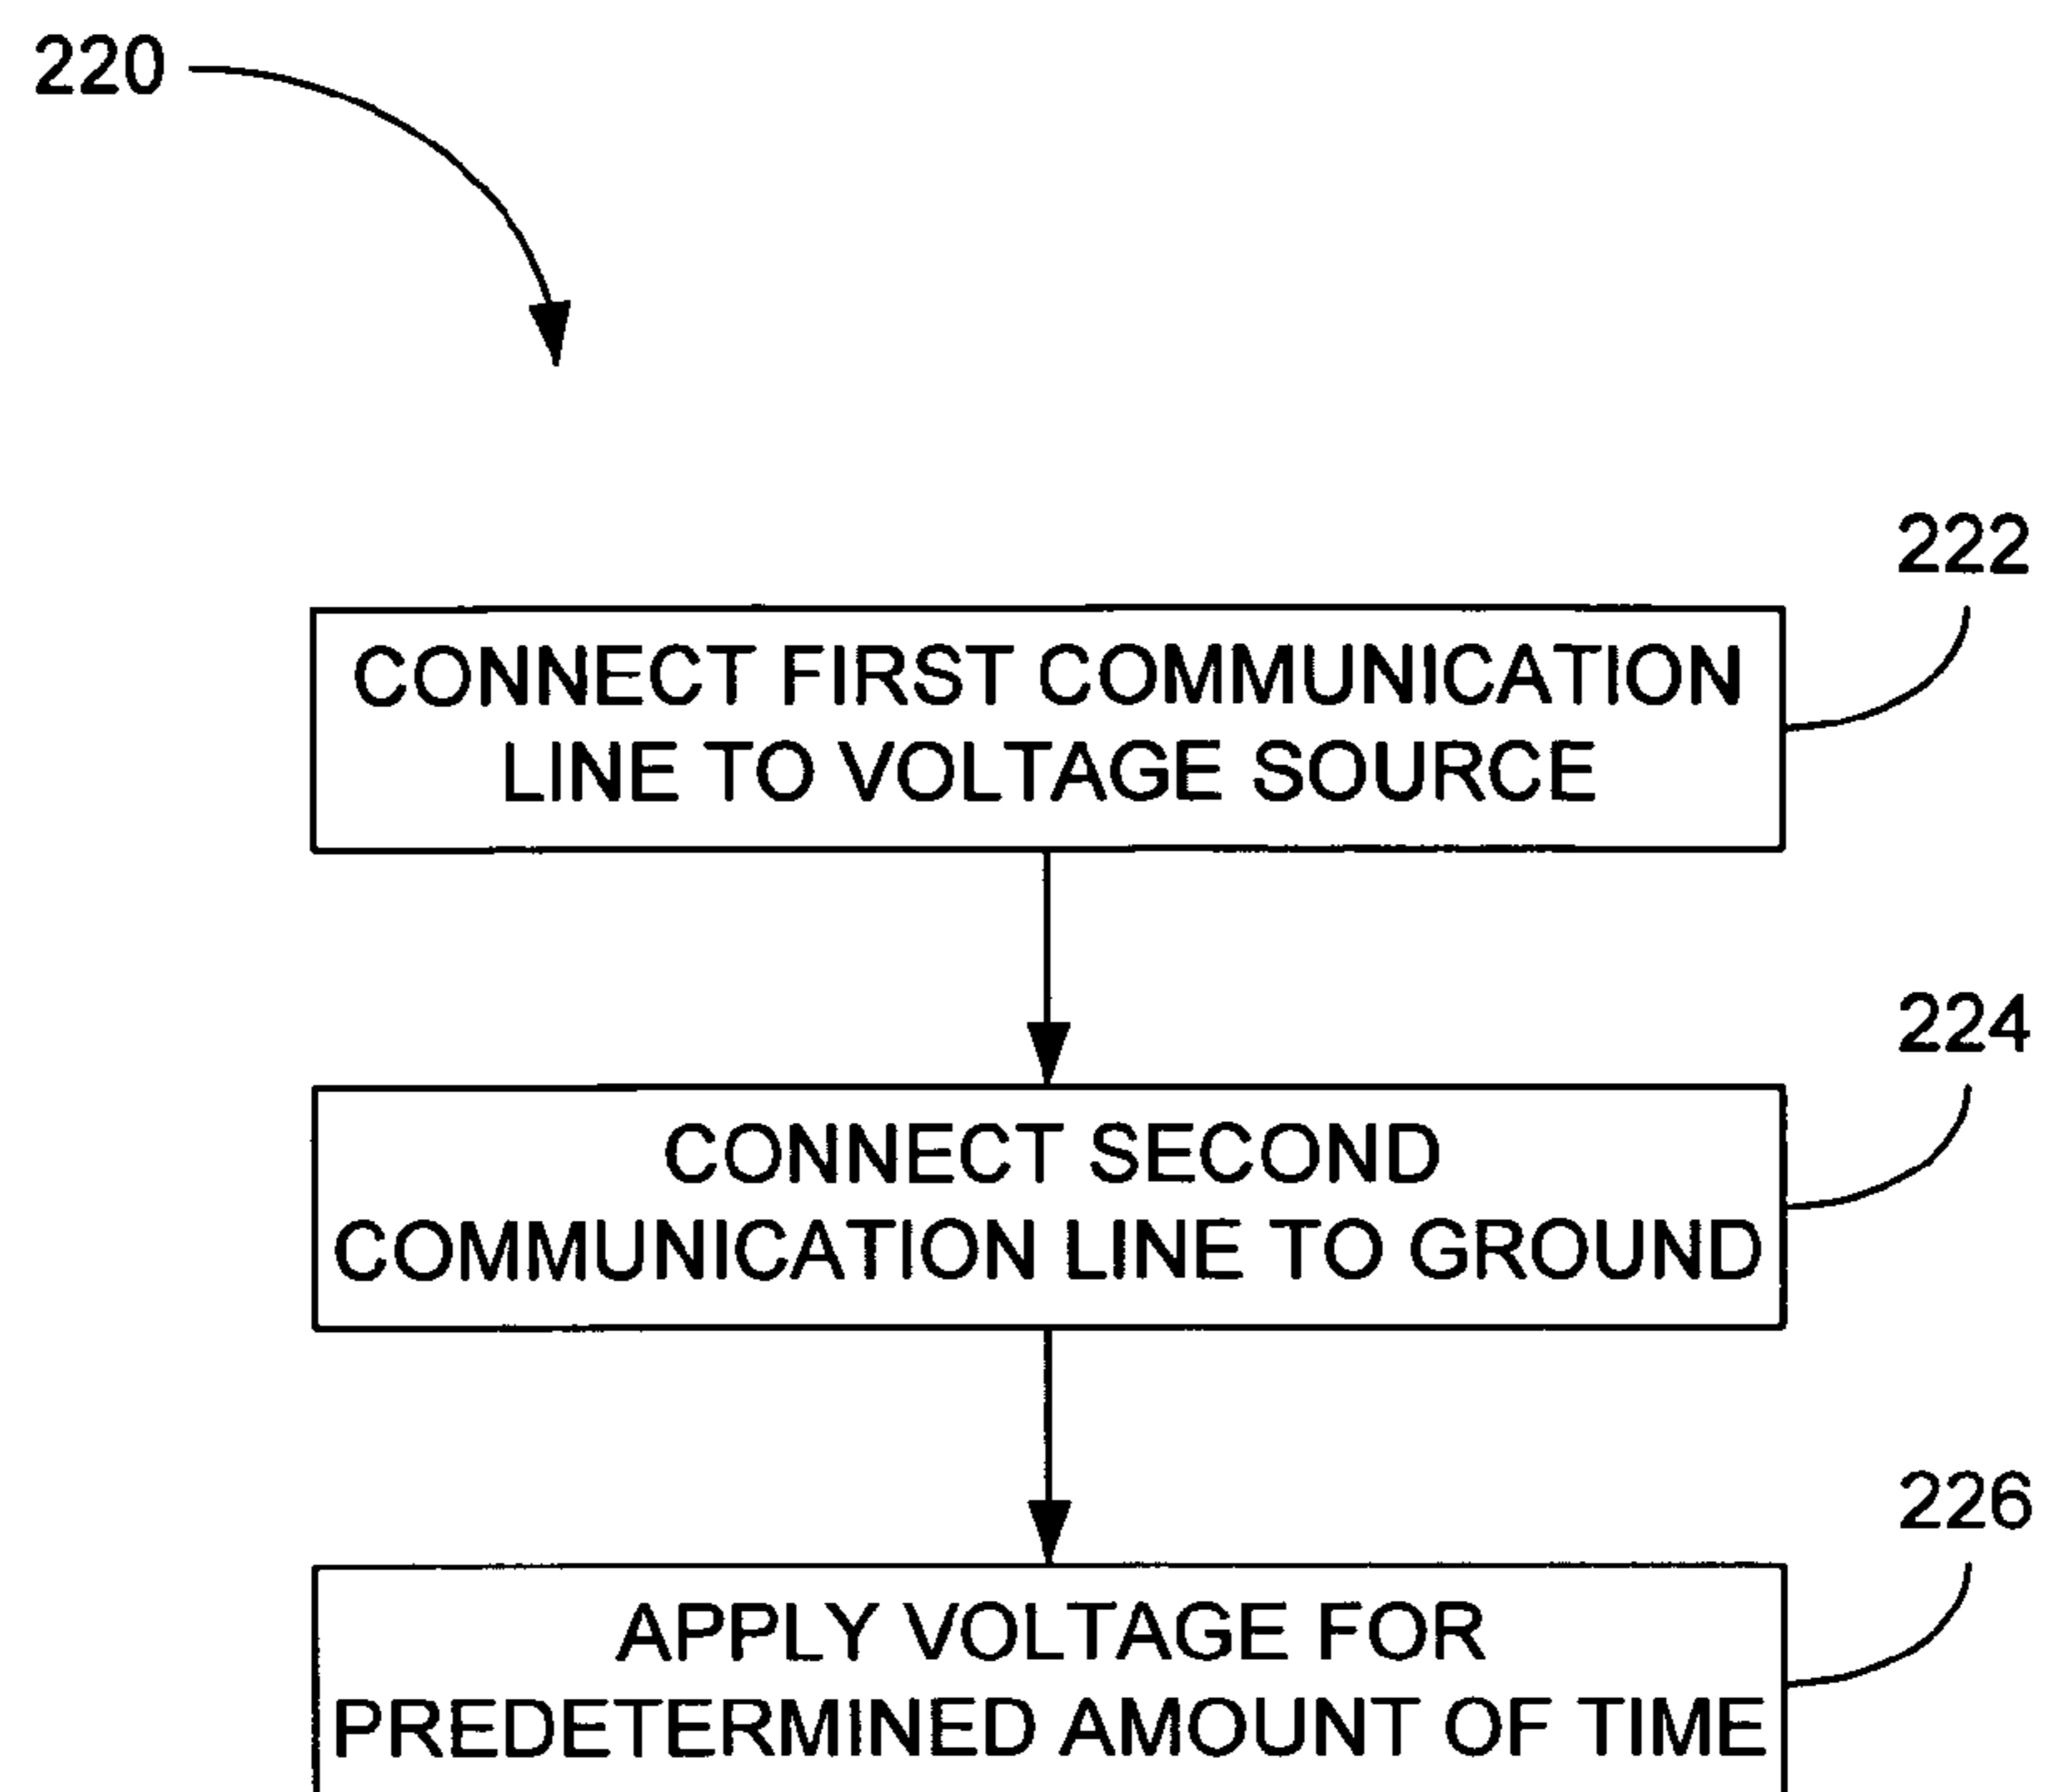 220
222
CONNECT FIRST COMMUNICATION
LINE TO VOLTAGE SOURCE
224
CONNECT SECOND
COMMUNICATION LINE TO GROUND
226
APPLY VOLTAGE FOR
PREDETERMINED AMOUNT OF TIME